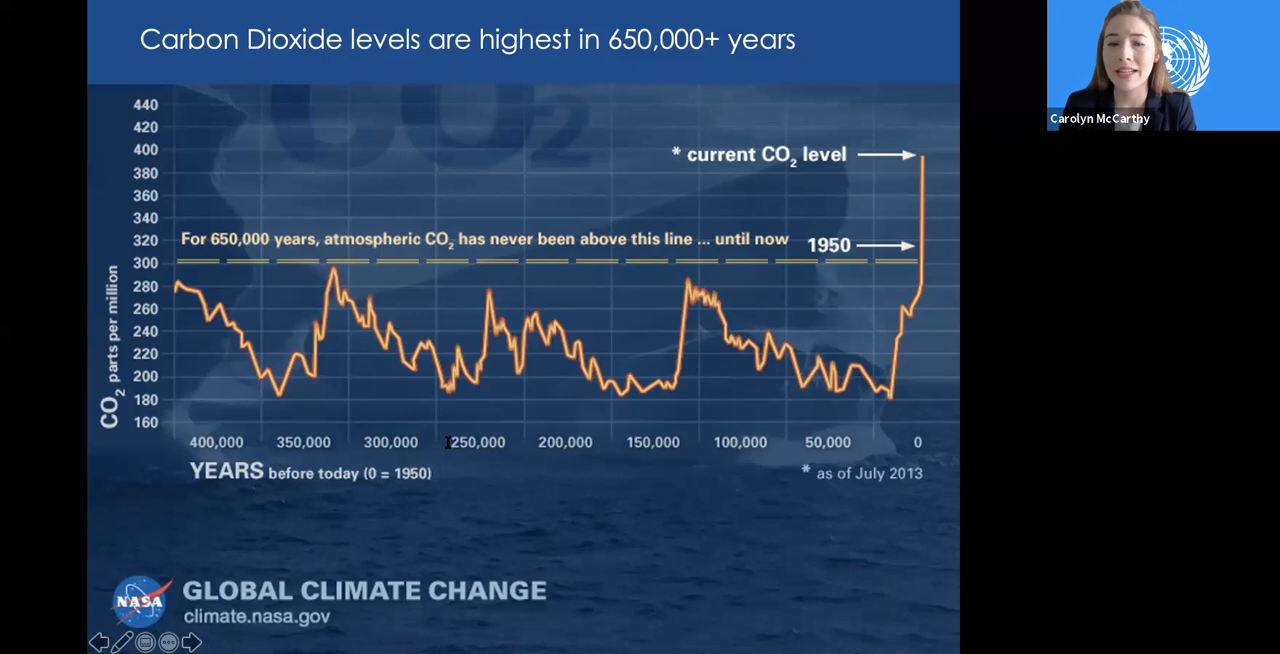 Carbon Dioxide levels are highest in 650,000+ years
Carolyn McCarthy
CO2
440
420
400
380
360
340
320
300
280
260
240
220
200
180
160
CO2 parts per million
* current CO2 level
For 650,000 years, atmospheric CO2 has never been above this line ... until now
1950
400,000 350,000 300,000 250,000 200,000 150,000 100,000 50,000 0
YEARS before today (0 = 1950)
* as of July 2013
NASA
GLOBAL CLIMATE CHANGE
climate.nasa.gov